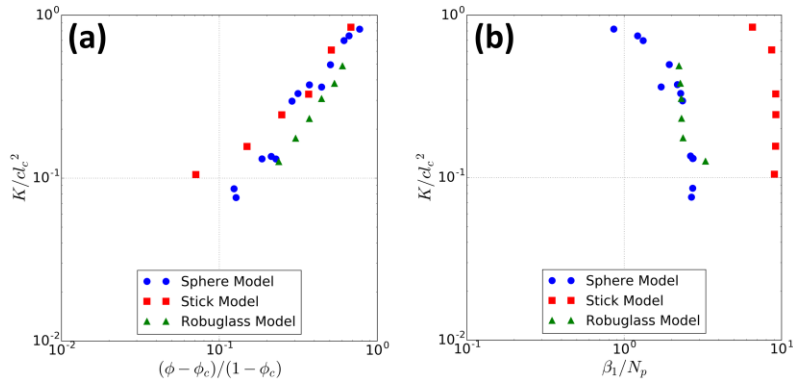 (a)
K/cl_c^2
10^0
10^-1
10^-2
Sphere Model
Stick Model
Robuglass Model
10^-2 10^-1 10^0
(ϕ − ϕ_c)/(1 − ϕ_c)
(b)
K/cl_c^2
10^0
10^-1
10^-2
Sphere Model
Stick Model
Robuglass Model
10^-1 10^0 10^1
β_1/N_p